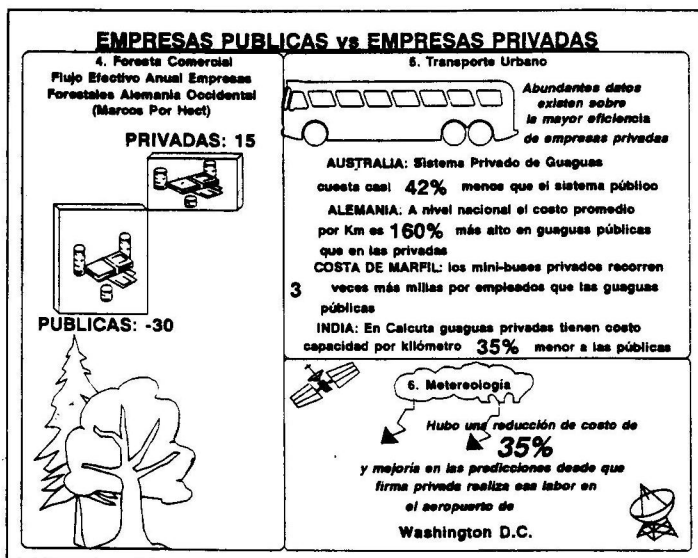 EMPRESAS PUBLICAS vs EMPRESAS PRIVADAS
4. Foresta Comercial
Flujo Efectivo Anual Empresas
Forestales Alemania Occidental
(Marcos Por Hect)
PRIVADAS: 15
PUBLICAS: -30
5. Transporte Urbano
Abundantes datos
existen sobre
la mayor eficiencia
de empresas privadas
AUSTRALIA: Sistema Privado de Guaguas
cuesta casi 42% menos que el sistema público
ALEMANIA: A nivel nacional el costo promedio
por Km es 160% más alto en guaguas públicas
que en las privadas
COSTA DE MARFIL: los mini-buses privados recorren
3 veces más millas por empleados que las guaguas
públicas
INDIA: En Calcuta guaguas privadas tienen costo
capacidad por kilómetro 35% menor a las públicas
6. Metereología
Hubo una reducción de costo de
35%
y mejoría en las predicciones desde que
firma privada realiza esa labor en
el aeropuerto de
Washington D.C.